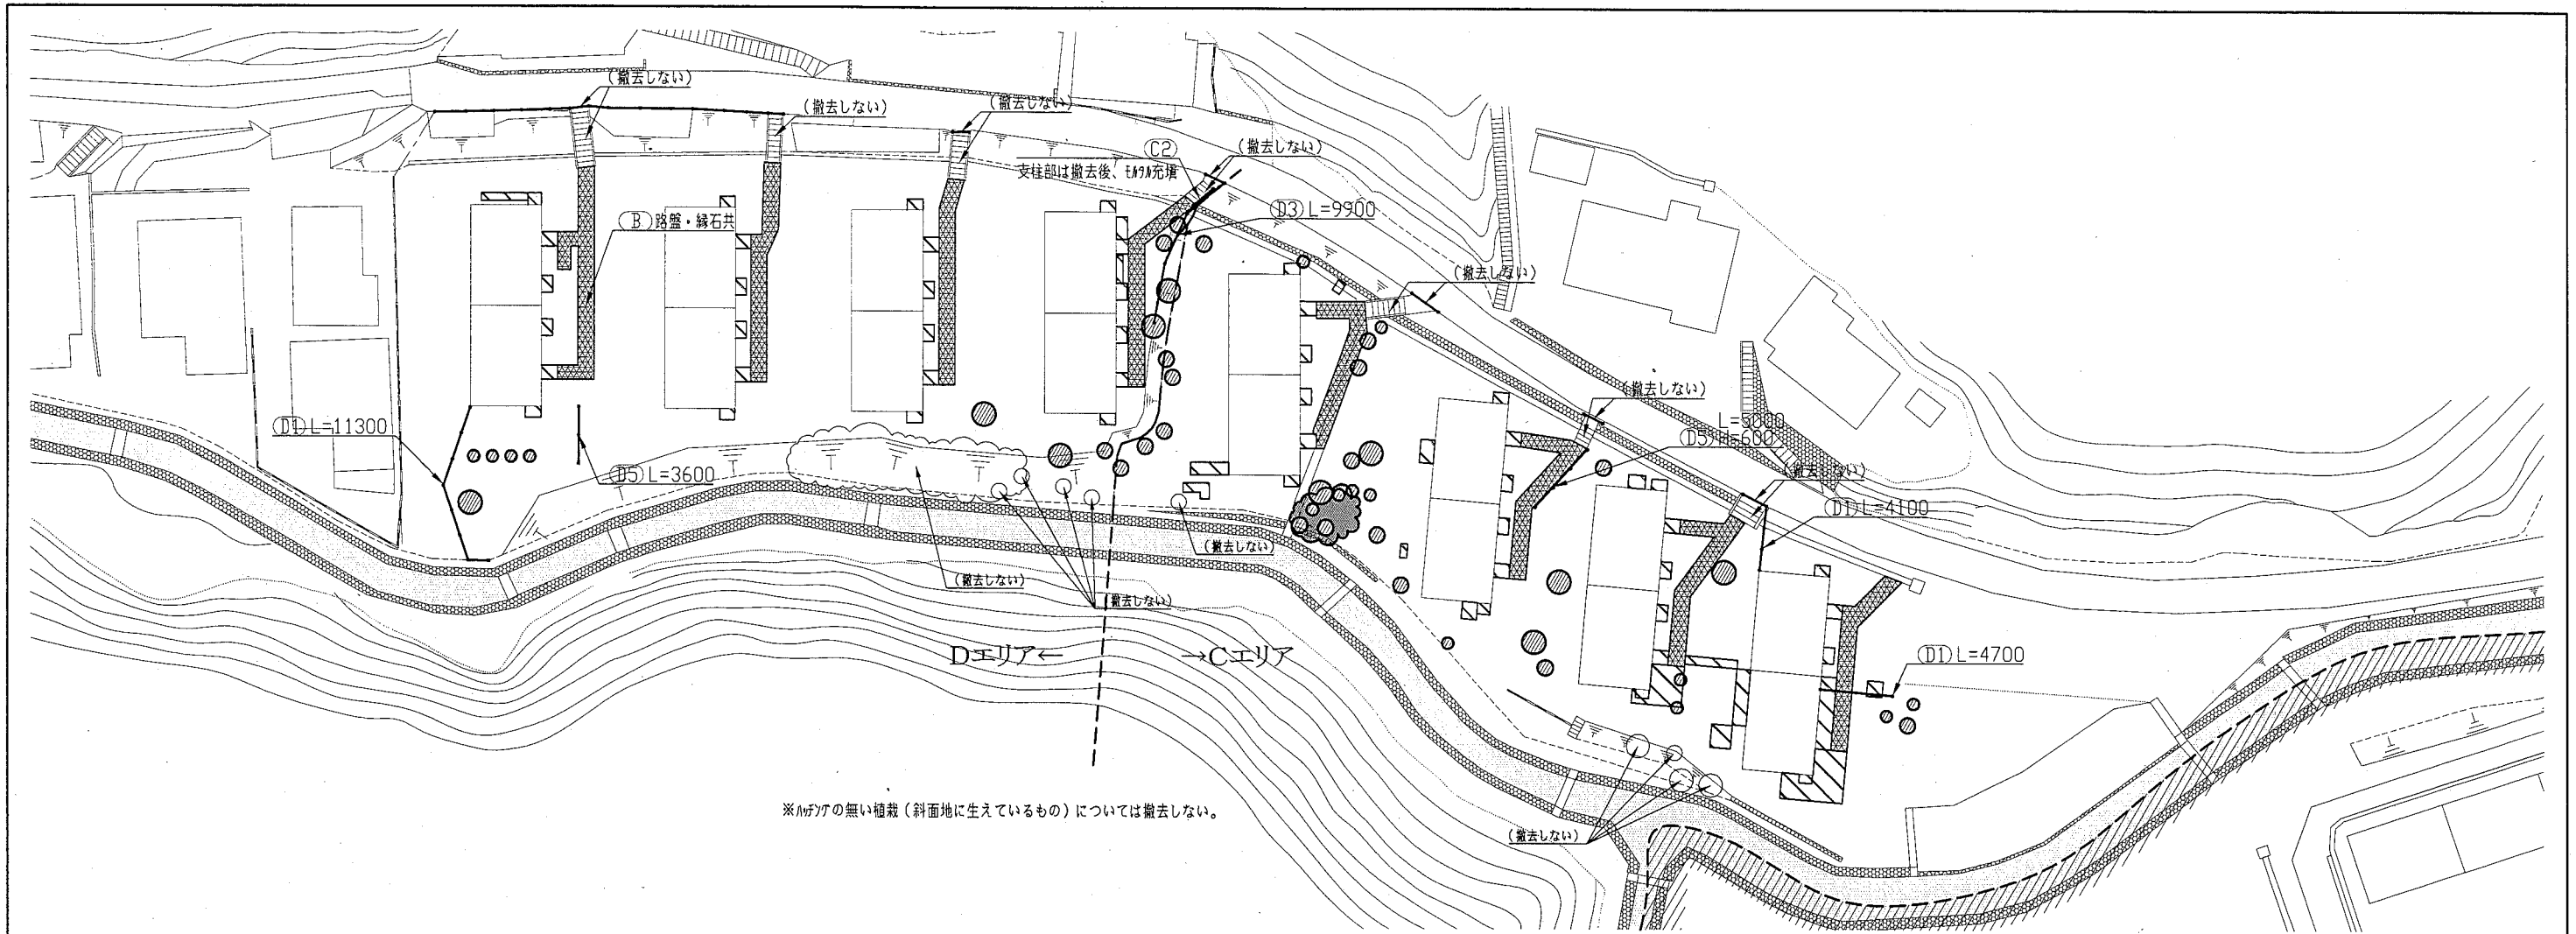 (撤去しない)
(撤去しない)
(撤去しない)
(C2)
(撤去しない)
支柱部は撤去後、モルタル充填
(B)路盤・縁石共
(D3)L=9900
(撤去しない)
(撤去しない)
L=5000
(D5)H=600
(D1)L=11300
(D5)L=3600
(撤去しない)
(D1)L=4100
(撤去しない)
(撤去しない)
(撤去しない)
Dエリア←
→Cエリア
(D1)L=4700
※ハッチングの無い植栽(斜面地に生えているもの)については撤去しない。
(撤去しない)